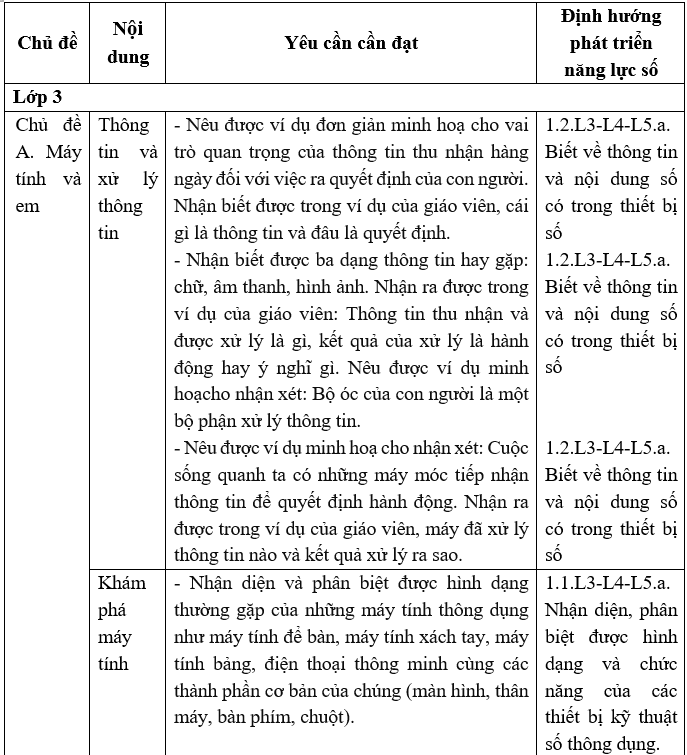 Chủ đề
Nội
dung
Yêu cần cần đạt
Định hướng
phát triển
năng lực số
Lớp 3
Chủ đề
A. Máy
tính và
em
Thông
tin và
xử lý
thông
tin
- Nêu được ví dụ đơn giản minh hoạ cho vai
trò quan trọng của thông tin thu nhận hàng
ngày đối với việc ra quyết định của con người.
Nhận biết được trong ví dụ của giáo viên, cái
gì là thông tin và đâu là quyết định.
- Nhận biết được ba dạng thông tin hay gặp:
chữ, âm thanh, hình ảnh. Nhận ra được trong
ví dụ của giáo viên: Thông tin thu nhận và
được xử lý là gì, kết quả của xử lý là hành
động hay ý nghĩ gì. Nêu được ví dụ minh
hoạcho nhận xét: Bộ óc của con người là một
bộ phận xử lý thông tin.
- Nêu được ví dụ minh hoạ cho nhận xét: Cuộc
sống quanh ta có những máy móc tiếp nhận
thông tin để quyết định hành động. Nhận ra
được trong ví dụ của giáo viên, máy đã xử lý
thông tin nào và kết quả xử lý ra sao.
1.2.L3-L4-L5.a.
Biết về thông tin
và nội dung số
có trong thiết bị
số
1.2.L3-L4-L5.a.
Biết về thông tin
và nội dung số
có trong thiết bị
số
1.2.L3-L4-L5.a.
Biết về thông tin
và nội dung số
có trong thiết bị
số
Khám
phá
máy
tính
- Nhận diện và phân biệt được hình dạng
thường gặp của những máy tính thông dụng
như máy tính để bàn, máy tính xách tay, máy
tính bảng, điện thoại thông minh cùng các
thành phần cơ bản của chúng (màn hình, thân
máy, bàn phím, chuột).
1.1.L3-L4-L5.a.
Nhận diện, phân
biệt được hình
dạng và chức
năng của các
thiết bị kỹ thuật
số thông dụng.